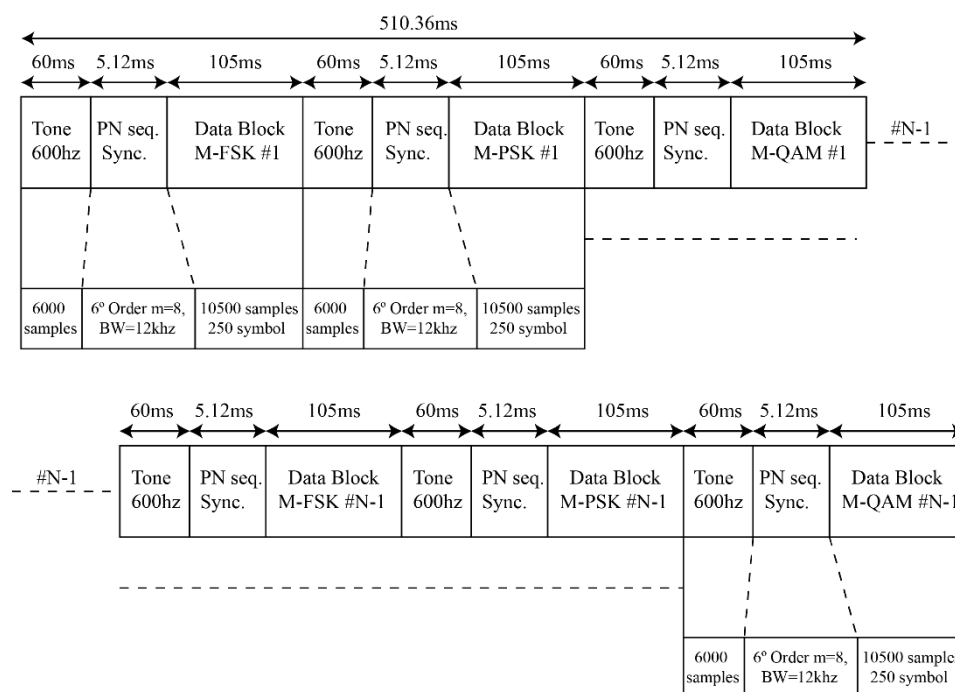 510.36ms
60ms 5.12ms 105ms 60ms 5.12ms 105ms 60ms 5.12ms 105ms
Tone
600hz
PN seq.
Sync.
Data Block
M-FSK #1
Tone
600hz
PN seq.
Sync.
Data Block
M-PSK #1
Tone
600hz
PN seq.
Sync.
Data Block
M-QAM #1
#N-1
6000
samples
6º Order m=8,
BW=12khz
10500 samples
250 symbol
6000
samples
6º Order m=8,
BW=12khz
10500 samples
250 symbol
60ms 5.12ms 105ms 60ms 5.12ms 105ms 60ms 5.12ms 105ms
#N-1
Tone
600hz
PN seq.
Sync.
Data Block
M-FSK #N-1
Tone
600hz
PN seq.
Sync.
Data Block
M-PSK #N-1
Tone
600hz
PN seq.
Sync.
Data Block
M-QAM #N-1
6000
samples
6º Order m=8,
BW=12khz
10500 samples
250 symbol